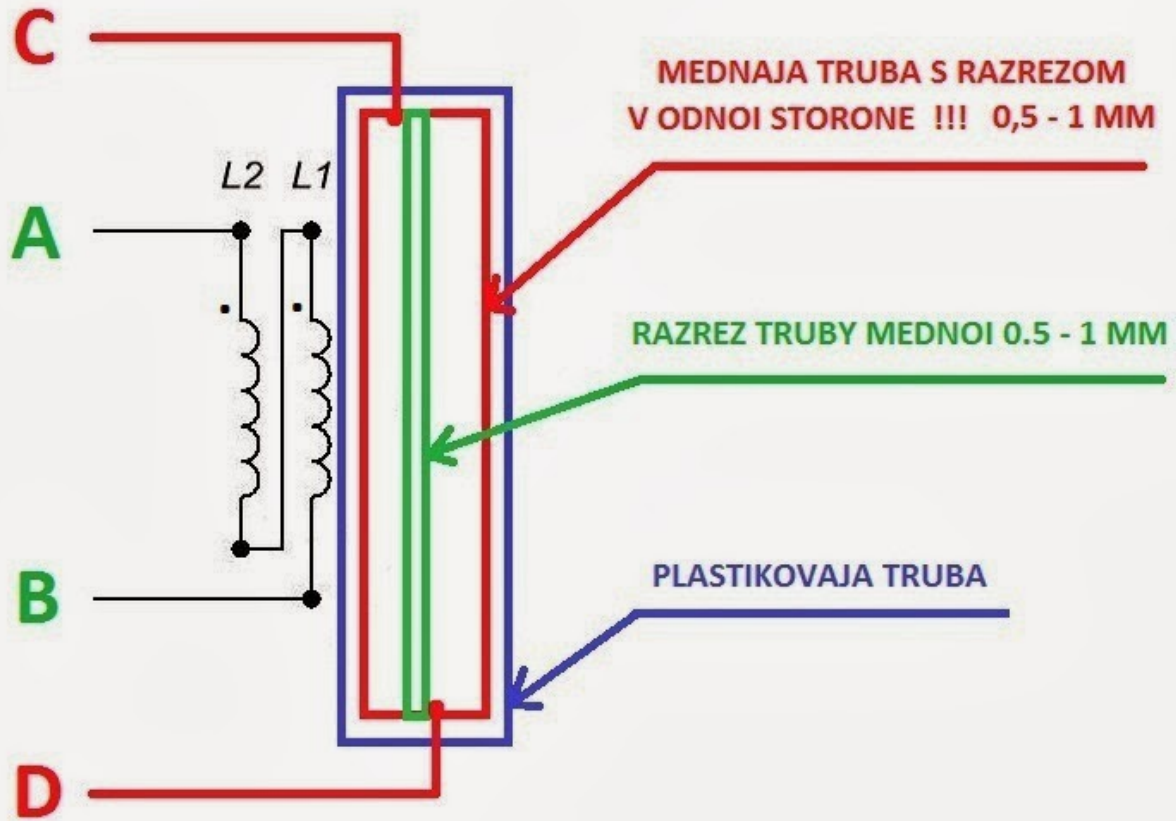 C
MEDNAJA TRUBA S RAZREZOM
V ODNOI STORONE !!! 0,5 - 1 MM
L2 L1
A
RAZREZ TRUBY MEDNOI 0.5 - 1 MM
B
PLASTIKOVAJA TRUBA
D